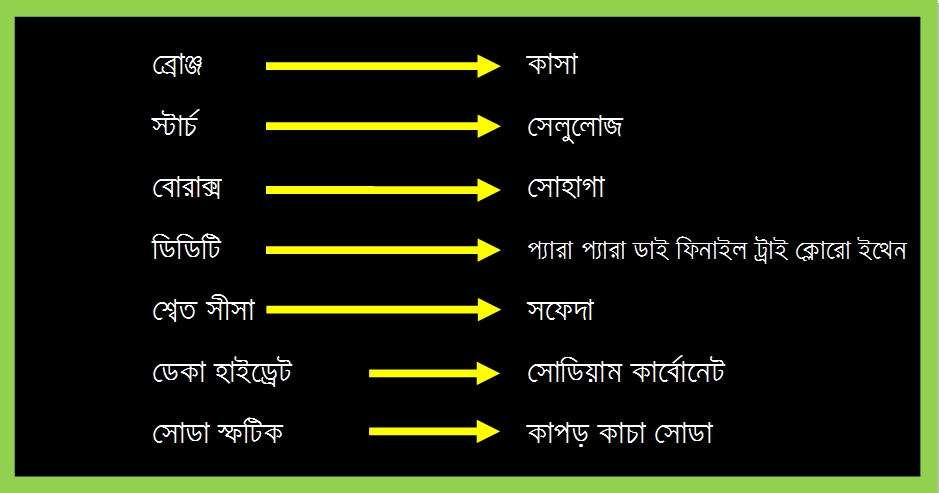 ব্রোঞ্জ কাসা
স্টার্চ সেলুলোজ
বোরাক্স সোহাগা
ডিডিটি প্যারা প্যারা ডাই ফিনাইল ট্রাই ক্লোরো ইথেন
শ্বেত সীসা সফেদা
ডেকা হাইড্রেট সোডিয়াম কার্বোনেট
সোডা স্ফটিক কাপড় কাচা সোডা